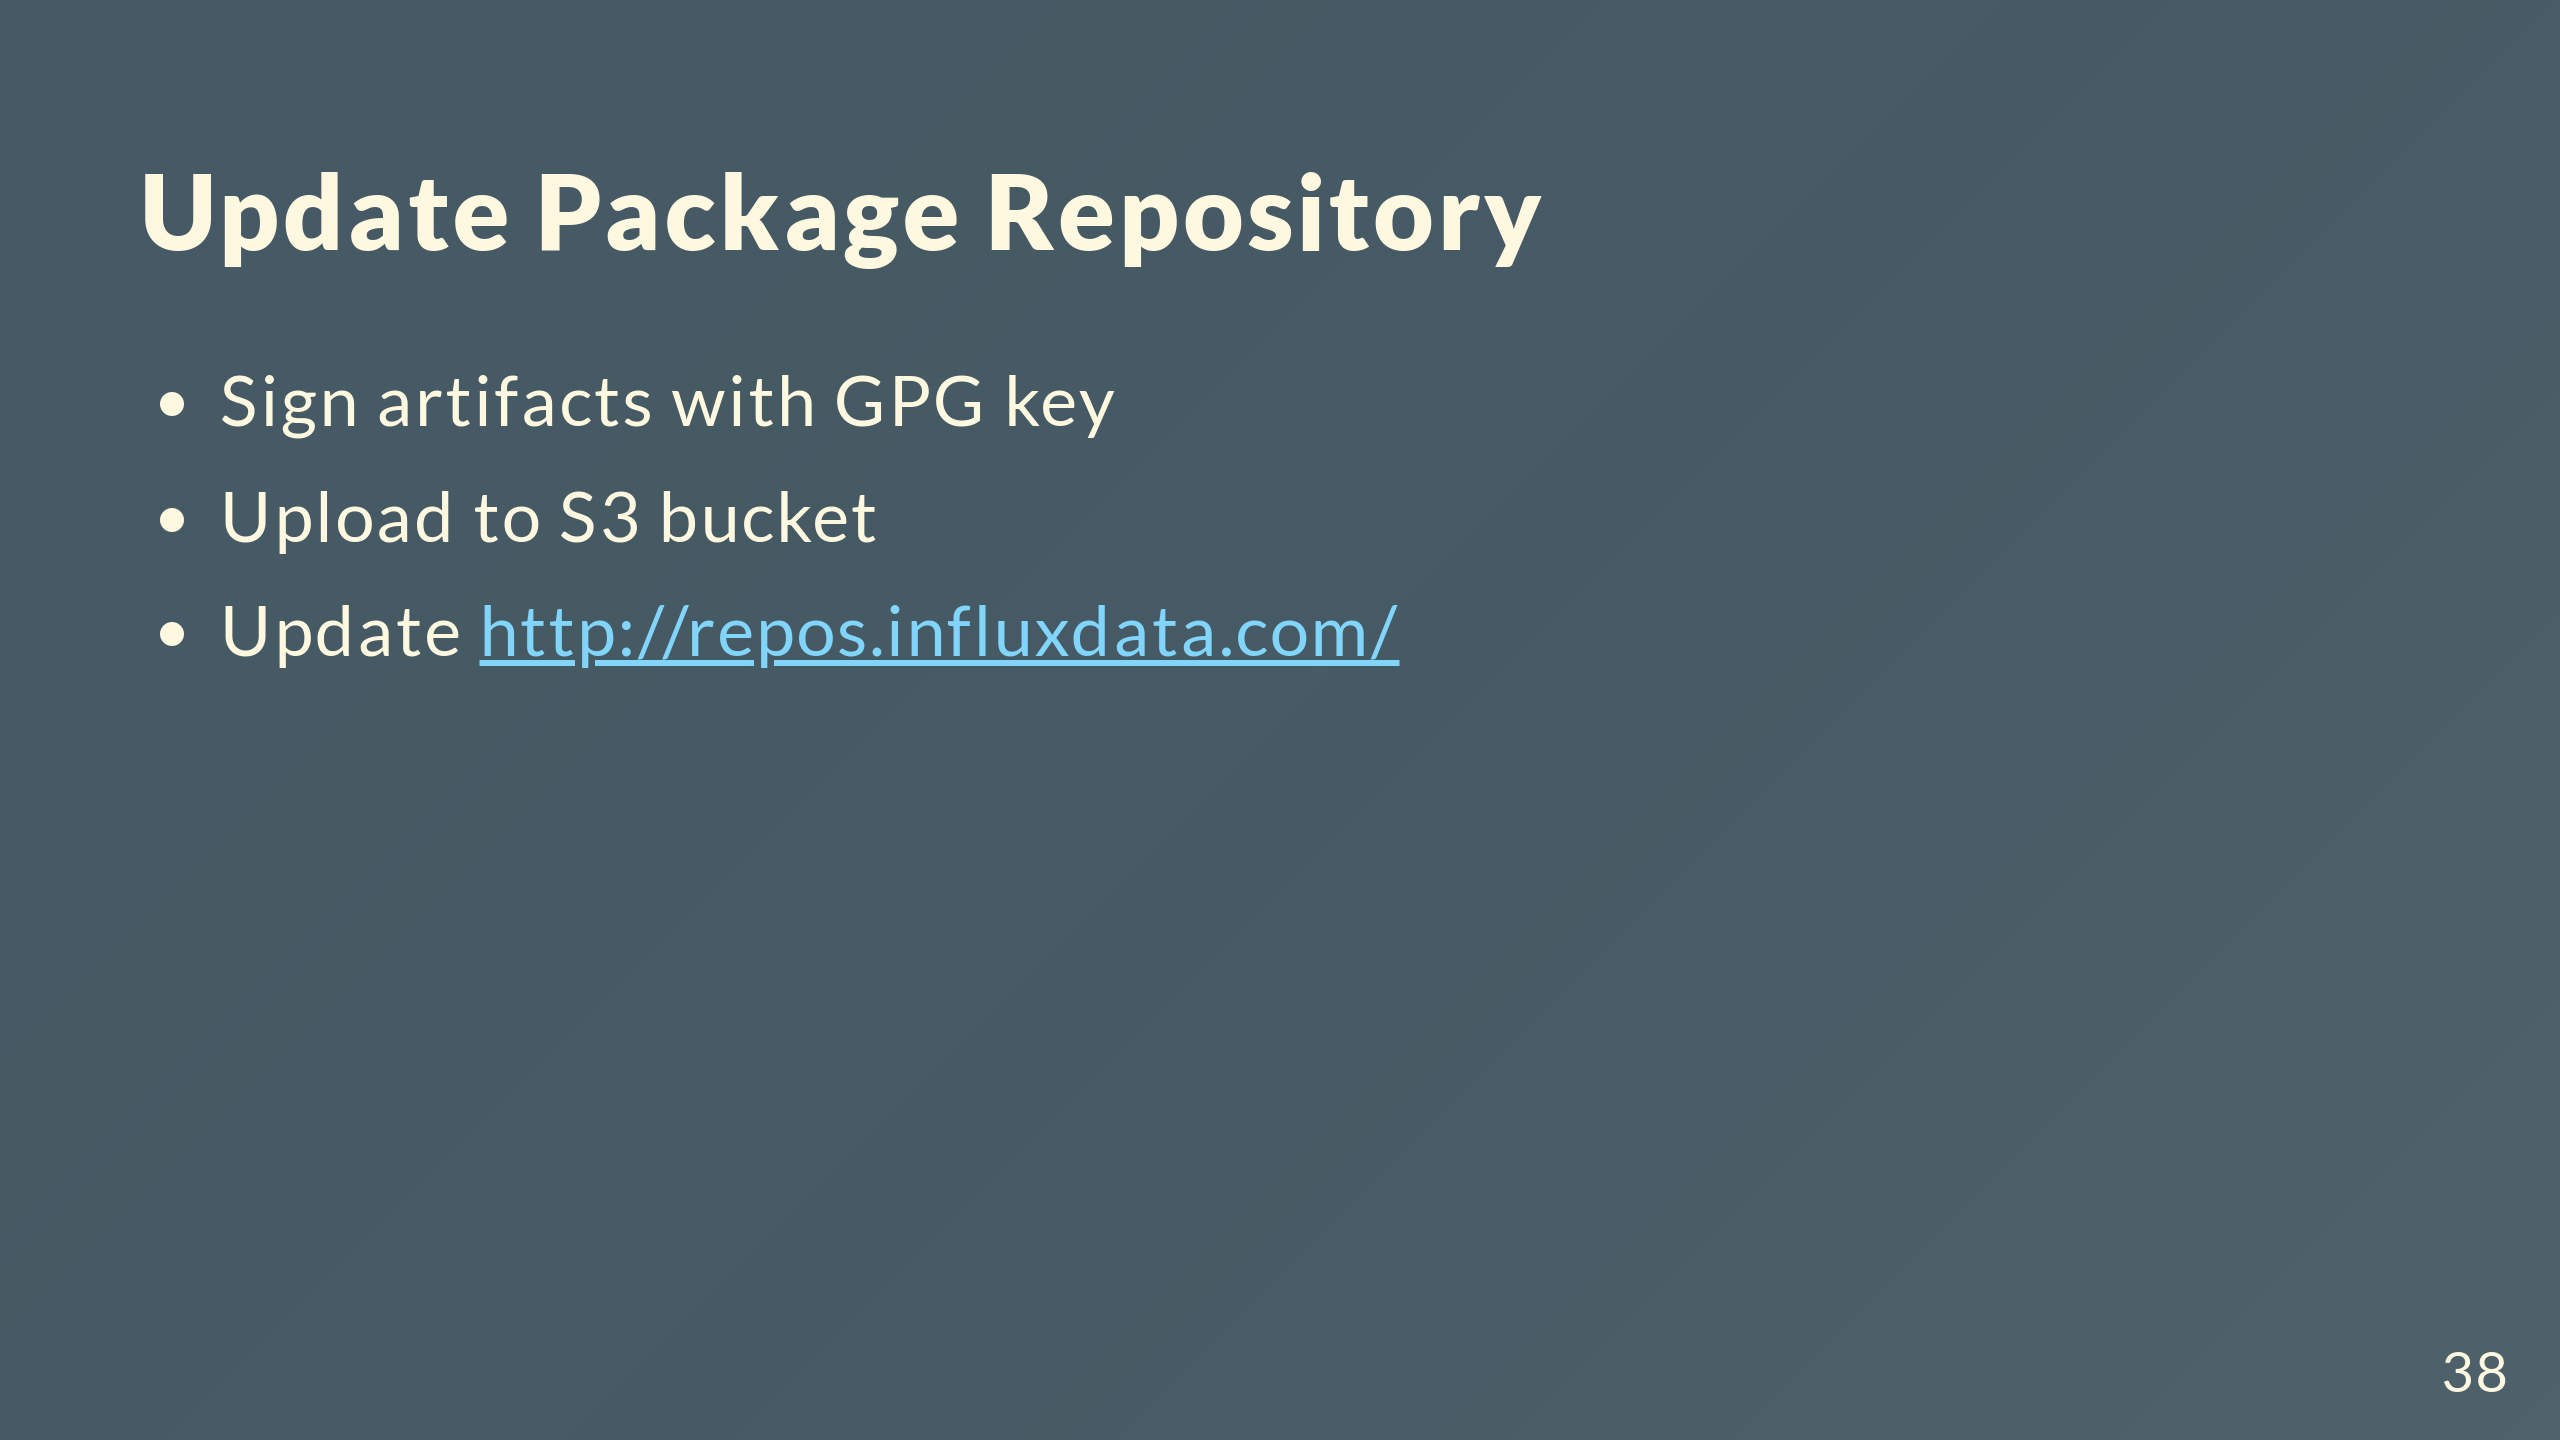 Update Package Repository
• Sign artifacts with GPG key
• Upload to S3 bucket
• Update http://repos.influxdata.com/
38